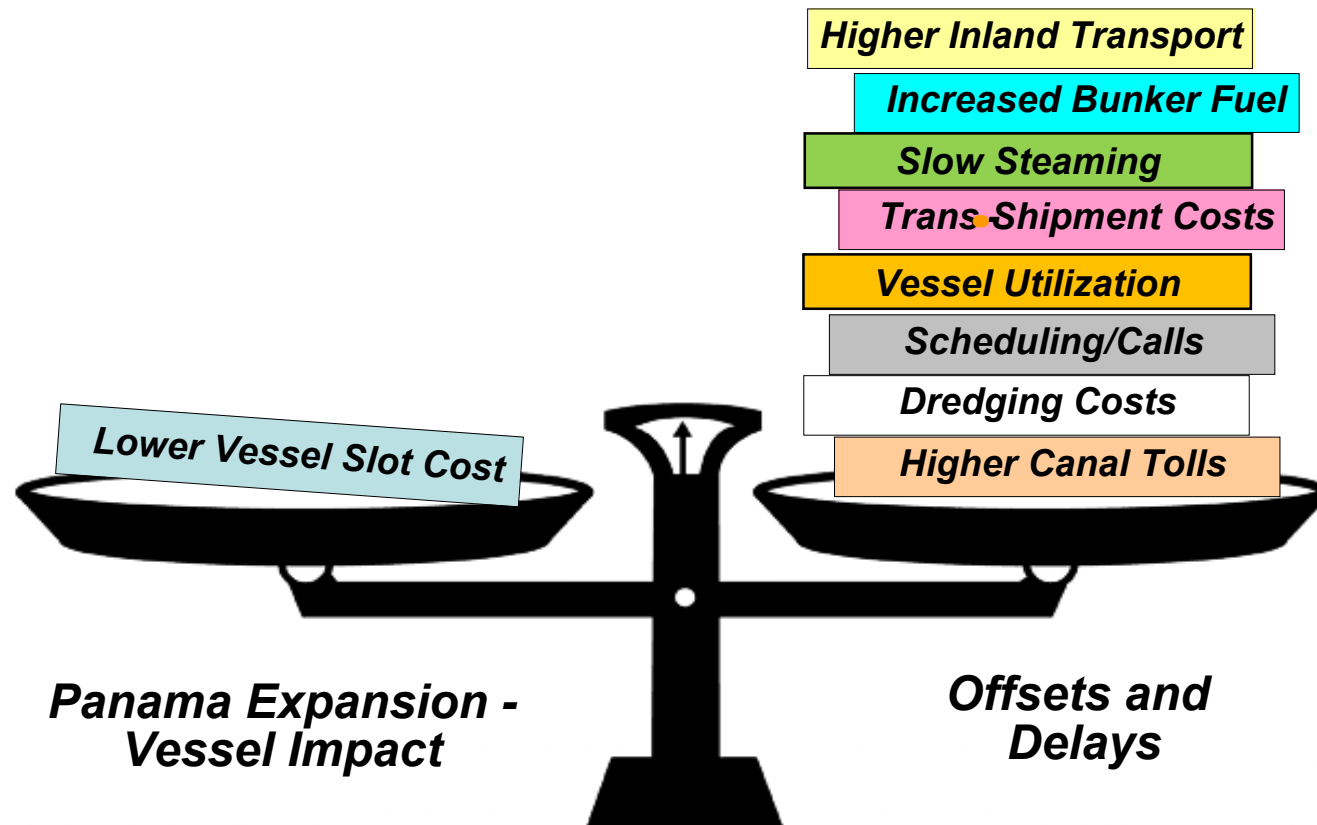 Higher Inland Transport
Increased Bunker Fuel
Slow Steaming
Trans-Shipment Costs
Vessel Utilization
Scheduling/Calls
Dredging Costs
Higher Canal Tolls
Lower Vessel Slot Cost
Panama Expansion -
Vessel Impact
Offsets and
Delays